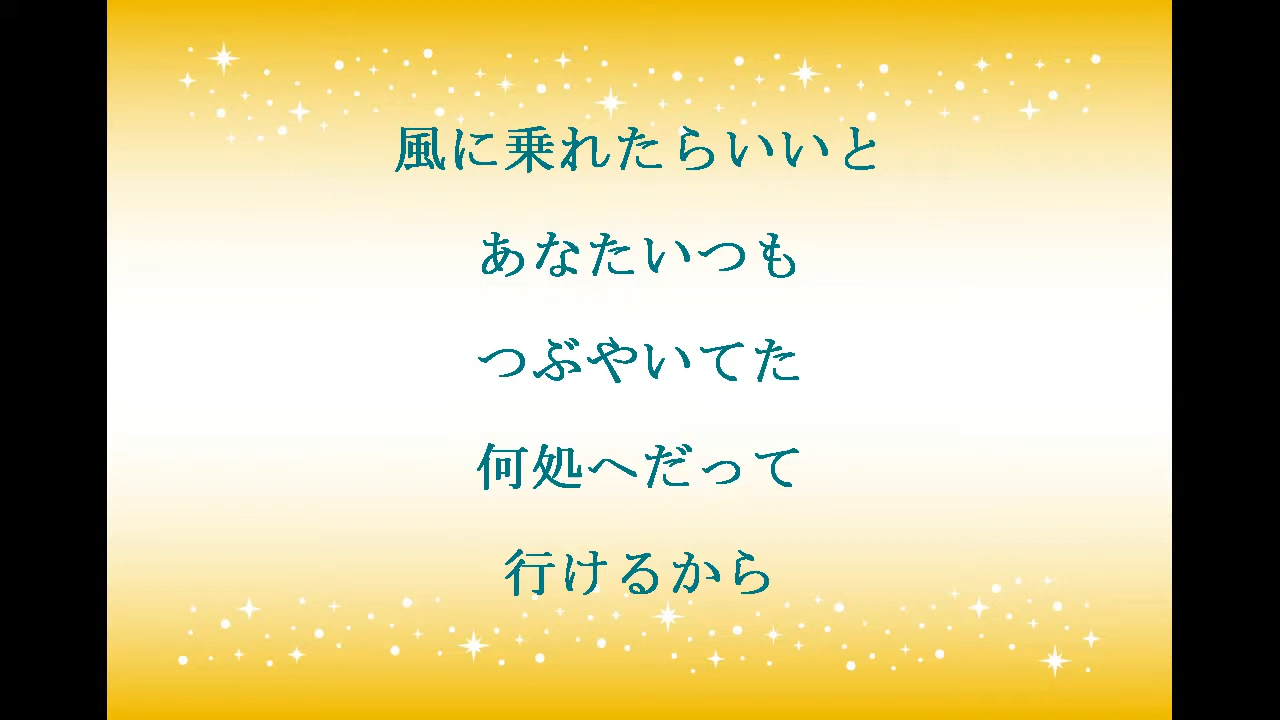 風に乗れたらいいと
あなたいつも
つぶやいてた
何処へだって
行けるから